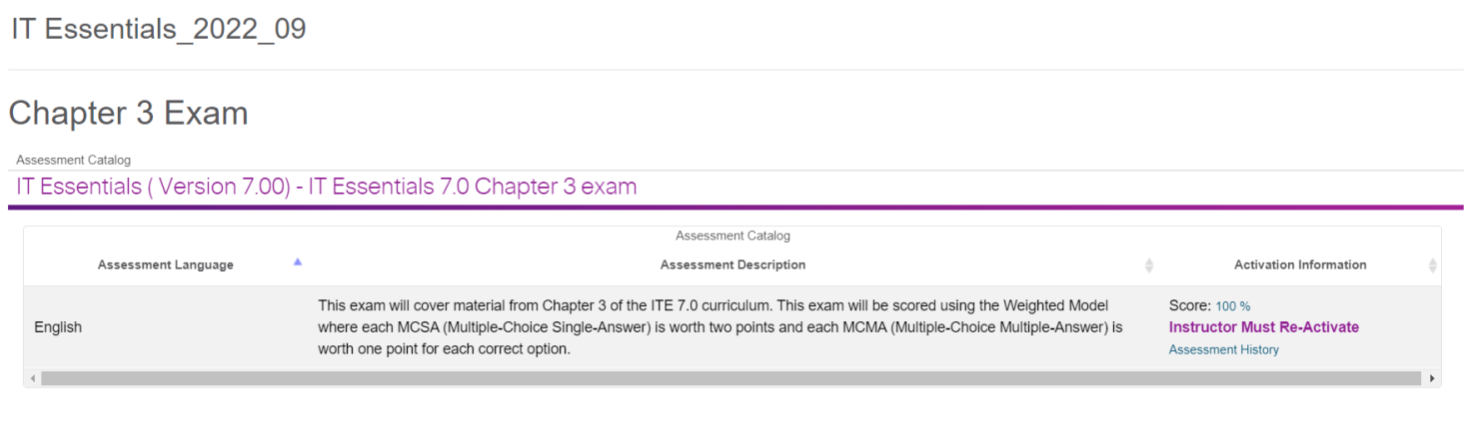 IT Essentials_2022_09
Chapter 3 Exam
Assessment Catalog
IT Essentials ( Version 7.00) - IT Essentials 7.0 Chapter 3 exam
Assessment Catalog
Assessment Language Assessment Description Activation Information
English
This exam will cover material from Chapter 3 of the ITE 7.0 curriculum. This exam will be scored using the Weighted Model
where each MCSA (Multiple-Choice Single-Answer) is worth two points and each MCMA (Multiple-Choice Multiple-Answer) is
worth one point for each correct option.
Score: 100 %
Instructor Must Re-Activate
Assessment History